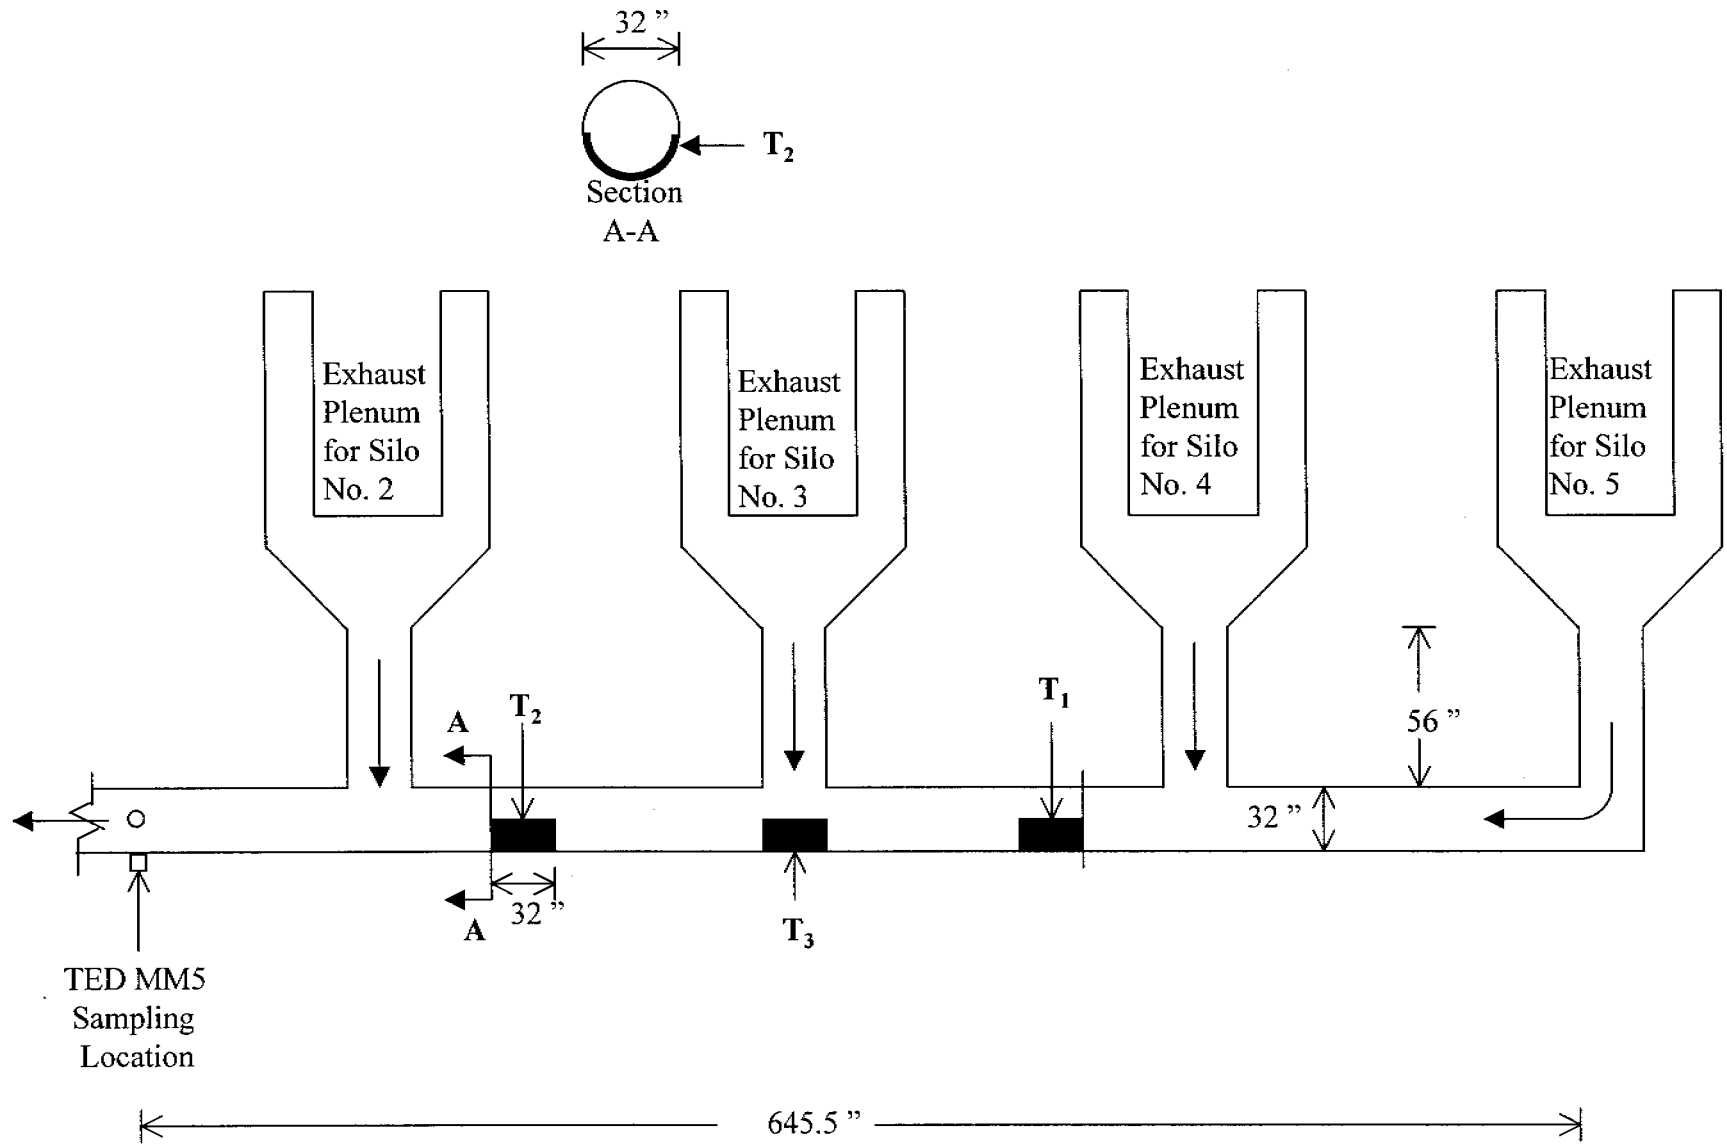 32 ”
T2
Section
A-A
Exhaust
Plenum
for Silo
No. 2
Exhaust
Plenum
for Silo
No. 3
Exhaust
Plenum
for Silo
No. 4
Exhaust
Plenum
for Silo
No. 5
A
T2
T1
56 ”
32 ”
32 ”
A
T3
TED MM5
Sampling
Location
645.5 ”